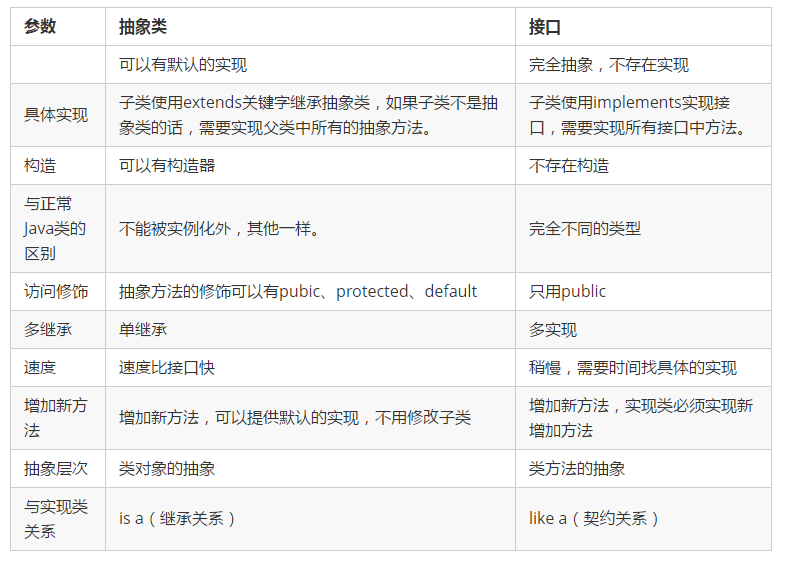 参数 抽象类 接口
可以有默认的实现 完全抽象，不存在实现
具体实现 子类使用extends关键字继承抽象类，如果子类不是抽
象类的话，需要实现父类中所有的抽象方法。 子类使用implements实现接
口，需要实现所有接口中方法。
构造 可以有构造器 不存在构造
与正常
Java类的
区别 不能被实例化外，其他一样。 完全不同的类型
访问修饰 抽象方法的修饰可以有pubic、protected、default 只用public
多继承 单继承 多实现
速度 速度比接口快 稍慢，需要时间找具体的实现
增加新方
法 增加新方法，可以提供默认的实现，不用修改子类 增加新方法，实现类必须实现新
增加方法
抽象层次 类对象的抽象 类方法的抽象
与实现类
关系 is a（继承关系） like a（契约关系）